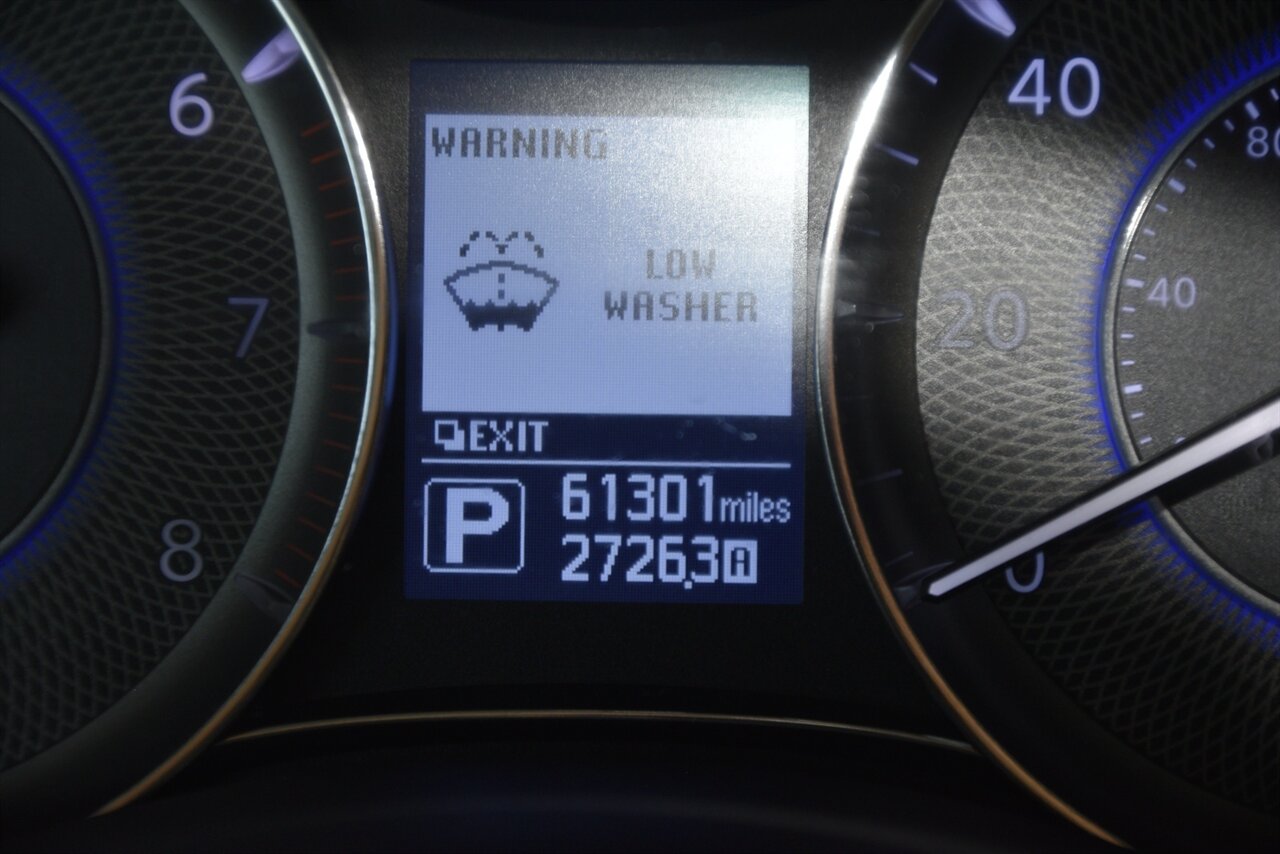 6
7
8
WARNING
LOW
WASHER
EXIT
P
61301 miles
2726.3 A
40
20
0
80
40